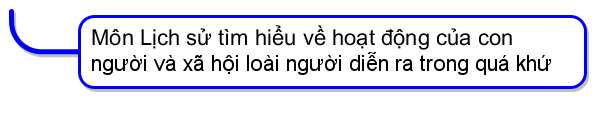 Môn Lịch sử tìm hiểu về hoạt động của con
người và xã hội loài người diễn ra trong quá khứ